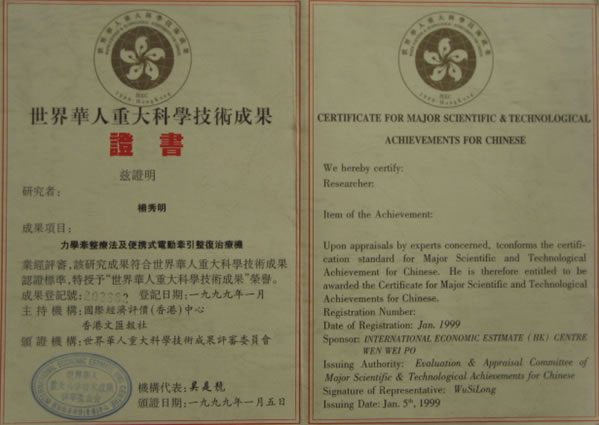 世界華人重大科學技術成果
證書
兹證明
研究者:
楊秀明
成果項目:
力學牽整療法及便携式電動牽引整復治療機
業經評審,該研究成果符合世界華人重大科學技術成果
認證標準,特授予“世界華人重大科學技術成果”榮譽。
成果登記號: 登記日期:一九九九年一月
主持機構:國際經濟評價(香港)中心
香港文匯報社
頒證機構:世界華人重大科學技術成果評審委員會
機構代表:
頒證日期:一九九九年一月五日
CERTIFICATE FOR MAJOR SCIENTIFIC & TECHNOLOGICAL
ACHIEVEMENTS FOR CHINESE
We hereby certify:
Researcher:
Item of the Achievement:
Upon appraisals by experts concerned, tconforms the certifi-
cation standard for Major Scientific and Technological
Achievement for Chinese. He is therefore entitled to be
awarded the Certificate for Major Scientific and Technological
Achievements for Chinese.
Registration Number:
Date of Registration: Jan. 1999
Sponsor: INTERNATIONAL ECONOMIC ESTIMATE (HK) CENTRE
WEN WEI PO
Issuing Authority: Evaluation & Appraisal Committee of
Major Scientific & Technological Achievements for Chinese
Signature of Representative: WuSiLong
Issuing Date: Jan. 5th, 1999